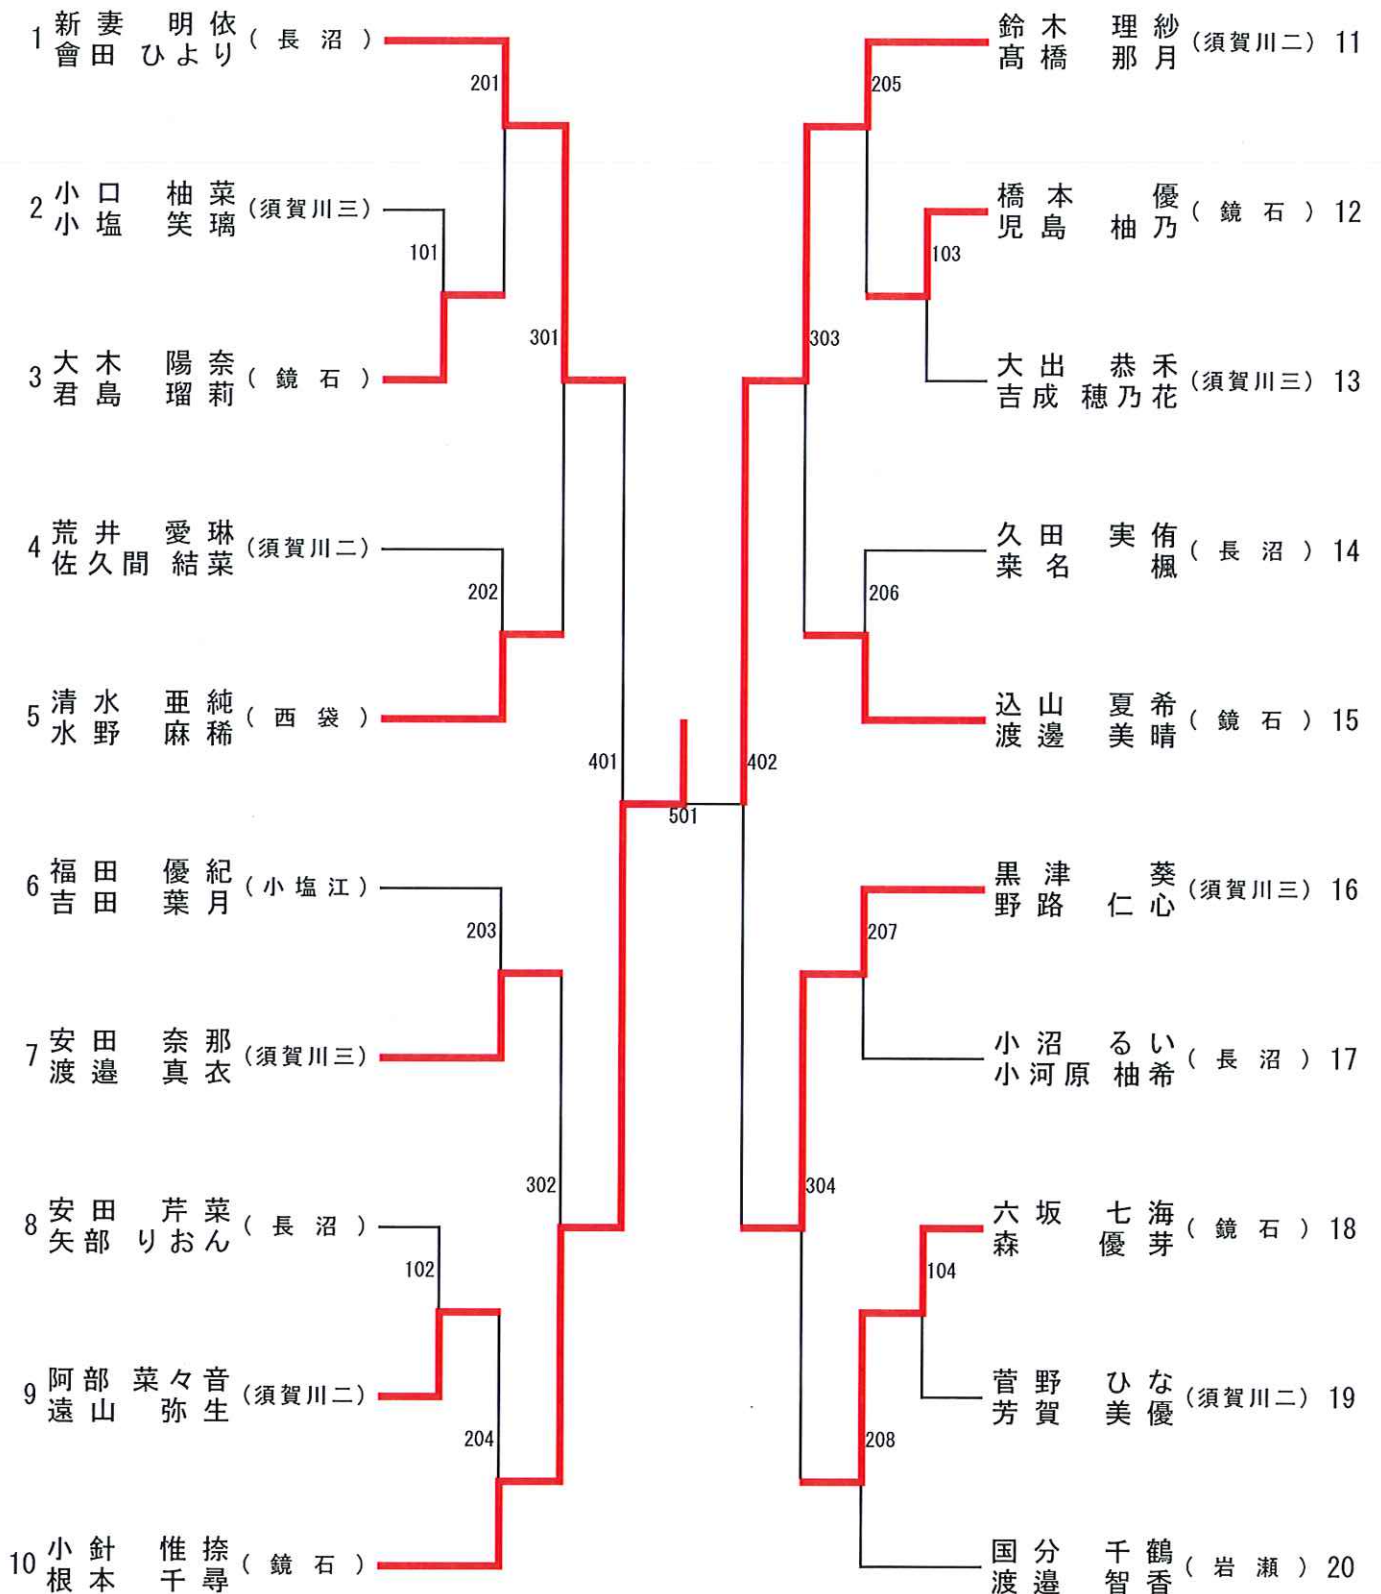 1 新妻 明依 (長沼)
會田 ひより
2 小口 柚菜 (須賀川三)
小塩 笑璃
3 大木 陽奈 (鏡石)
君島 瑠莉
4 荒井 愛琳 (須賀川二)
佐久間 結菜
5 清水 亜純 (西袋)
水野 麻稀
6 福田 優紀 (小塩江)
吉田 葉月
7 安田 奈那 (須賀川三)
渡邉 真衣
8 安田 芹菜 (長沼)
矢部 りおん
9 阿部 菜々音 (須賀川二)
遠山 弥生
10 小針 惟捺 (鏡石)
根本 千尋
201
101
301
202
401
203
302
102
204
501
205
103
303
206
402
207
304
104
208
鈴木 理紗 (須賀川二) 11
髙橋 那月
橋本 優 (鏡石) 12
児島 柚乃
大出 恭禾 (須賀川三) 13
吉成 穂乃花
久田 実侑 (長沼) 14
桒名 楓
込山 夏希 (鏡石) 15
渡邊 美晴
黒津 葵 (須賀川三) 16
野路 仁心
小沼 るい (長沼) 17
小河原 柚希
六坂 七海 (鏡石) 18
森 優芽
菅野 ひな (須賀川二) 19
芳賀 美優
国分 千鶴 (岩瀬) 20
渡邉 智香